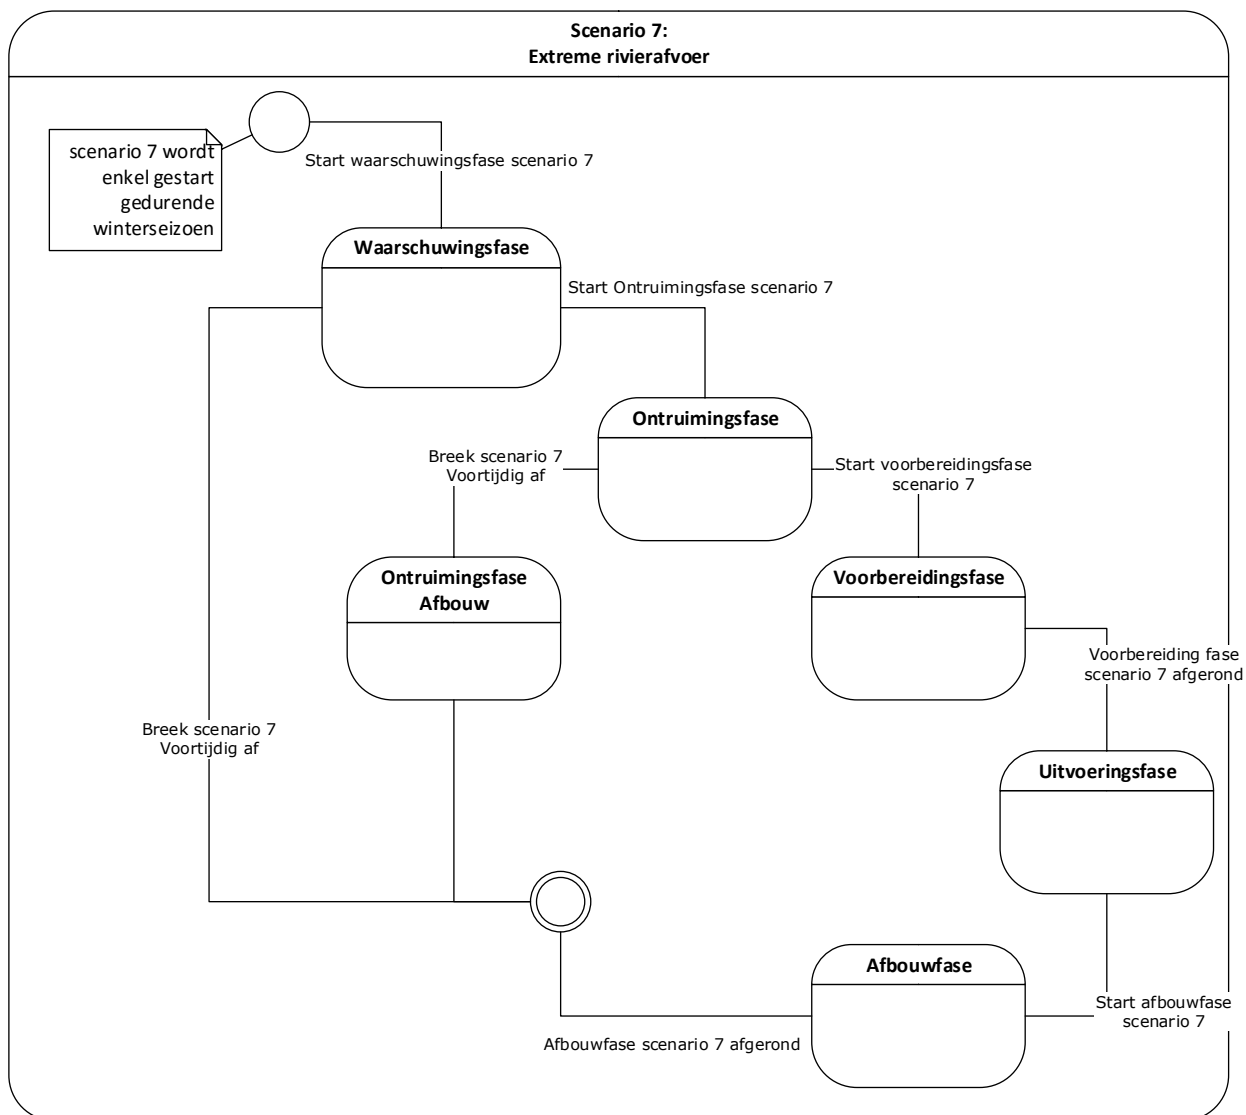 Scenario 7:
Extreme rivierafvoer
scenario 7 wordt
enkel gestart
gedurende
winterseizoen
Start waarschuwingsfase scenario 7
Waarschuwingsfase
Start Ontruimingsfase scenario 7
Ontruimingsfase
Breek scenario 7
Voortijdig af
Start voorbereidingsfase
scenario 7
Ontruimingsfase
Afbouw
Voorbereidingsfase
Voorbereiding fase
scenario 7 afgerond
Breek scenario 7
Voortijdig af
Uitvoeringsfase
Afbouwfase
Start afbouwfase
scenario 7
Afbouwfase scenario 7 afgerond